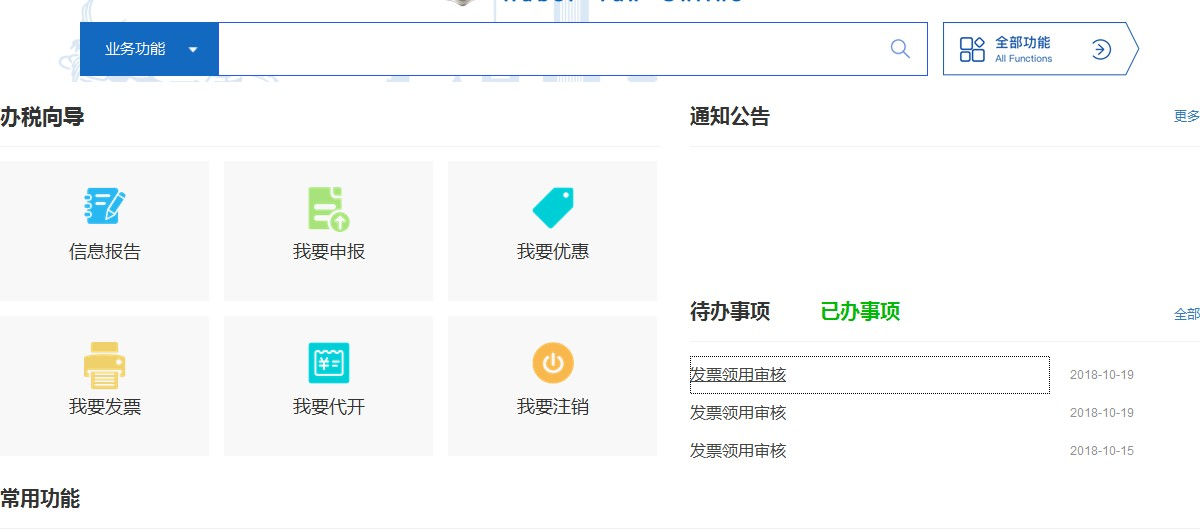 业务功能
全部功能
All Functions
办税向导
信息报告
我要申报
我要优惠
我要发票
我要代开
我要注销
常用功能
通知公告
更多
待办事项 已办事项 全部
发票领用审核 2018-10-19
发票领用审核 2018-10-19
发票领用审核 2018-10-15